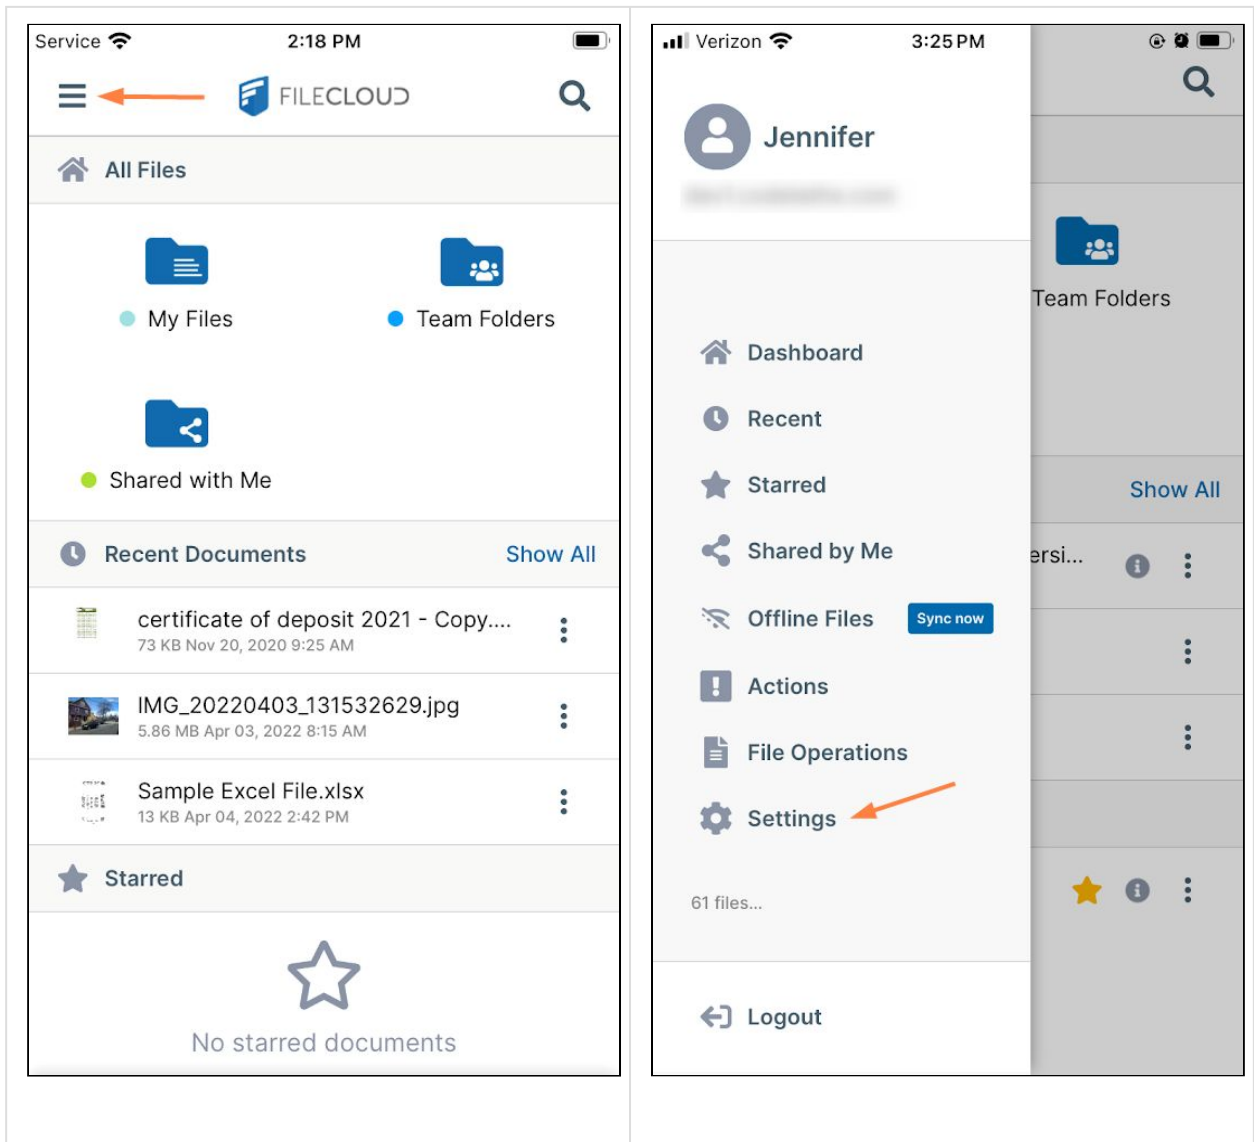 Service 2:18 PM
FILECLOUD
All Files
My Files
Team Folders
Shared with Me
Recent Documents Show All
certificate of deposit 2021 - Copy....
73 KB Nov 20, 2020 9:25 AM
IMG_20220403_131532629.jpg
5.86 MB Apr 03, 2022 8:15 AM
Sample Excel File.xlsx
13 KB Apr 04, 2022 2:42 PM
Starred
No starred documents
Verizon 3:25 PM
Jennifer
Team Folders
Dashboard
Recent
Starred
Show All
Shared by Me
ersi...
Offline Files Sync now
Actions
File Operations
Settings
61 files...
Logout